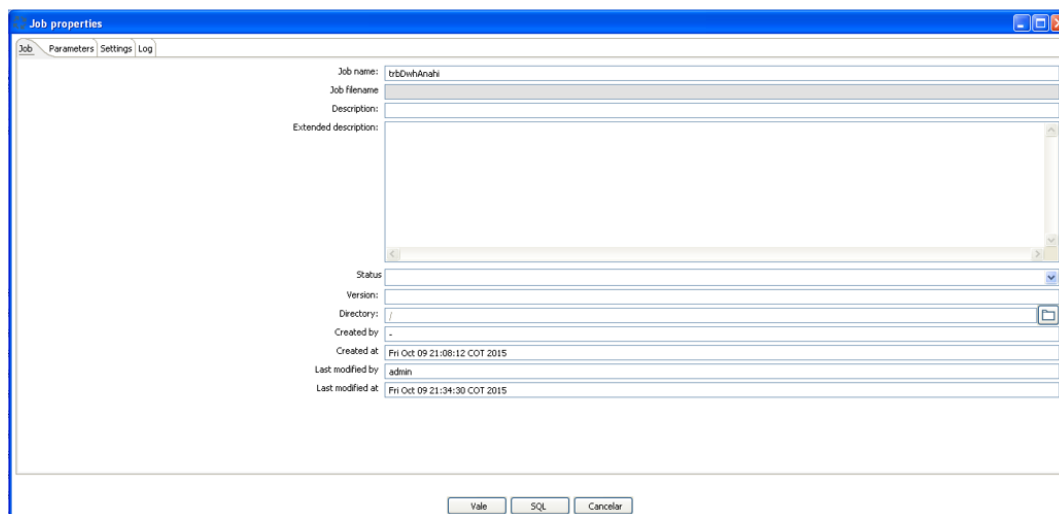 Job properties
Job Parameters Settings Log
Job name: trbDwhAnahi
Job filename
Description:
Extended description:
Status
Version:
Directory: /
Created by -
Created at Fri Oct 09 21:08:12 COT 2015
Last modified by admin
Last modified at Fri Oct 09 21:34:30 COT 2015
Vale SQL Cancelar